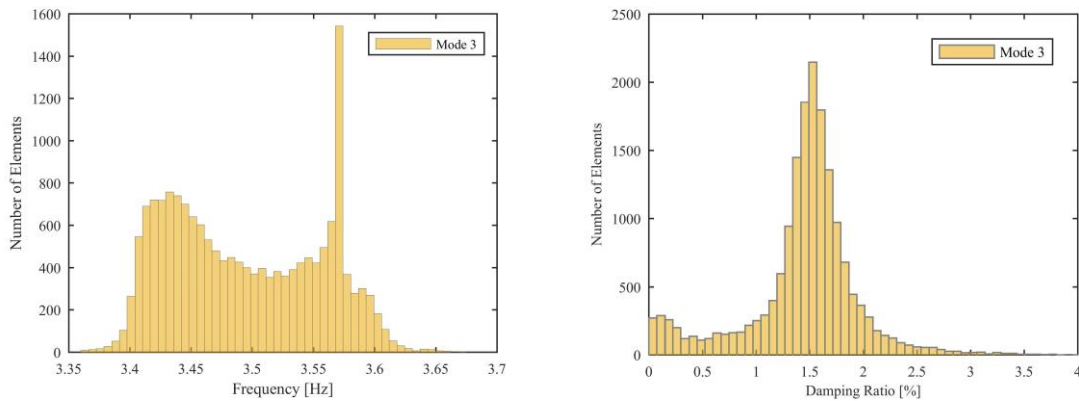 1600
1400
1200
1000
800
600
400
200
0
Number of Elements
Mode 3
3.35 3.4 3.45 3.5 3.55 3.6 3.65 3.7
Frequency [Hz]
2500
2000
1500
1000
500
0
Number of Elements
Mode 3
0 0.5 1 1.5 2 2.5 3 3.5 4
Damping Ratio [%]